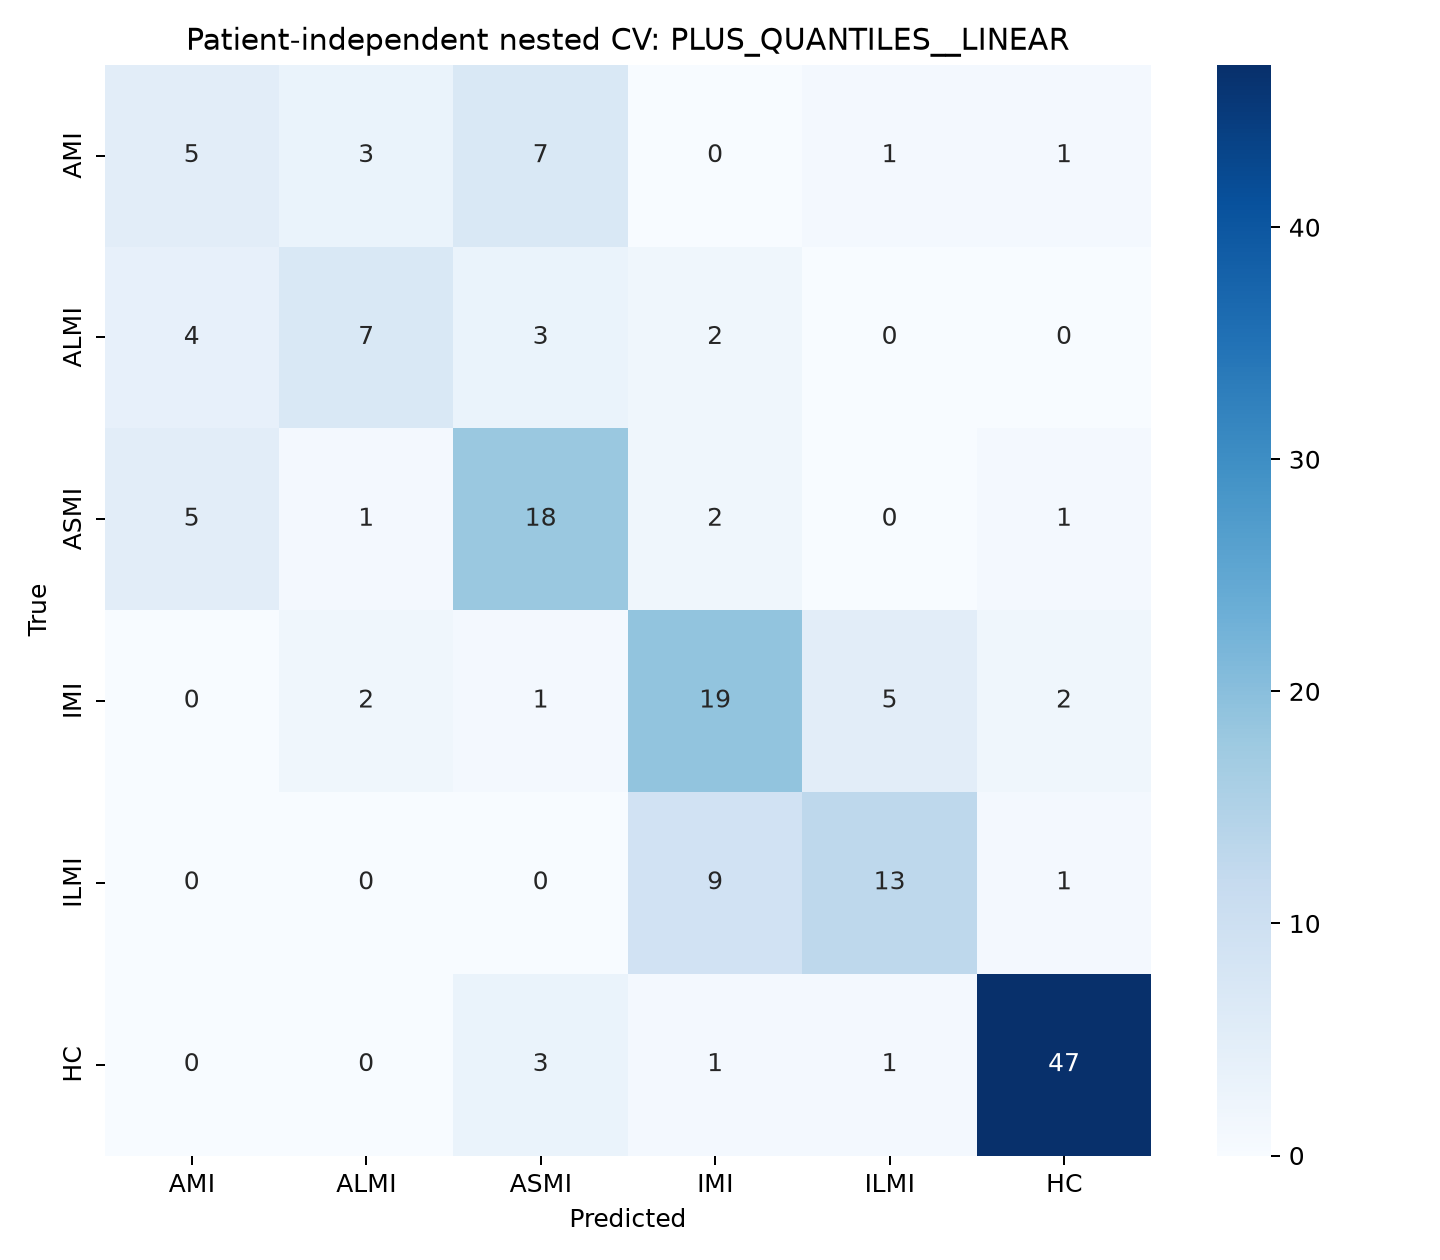 Patient-independent nested CV: PLUS_QUANTILES__LINEAR
True
AMI 5 3 7 0 1 1
ALMI 4 7 3 2 0 0
ASMI 5 1 18 2 0 1
IMI 0 2 1 19 5 2
ILMI 0 0 0 9 13 1
HC 0 0 3 1 1 47
AMI ALMI ASMI IMI ILMI HC
Predicted
40
30
20
10
0